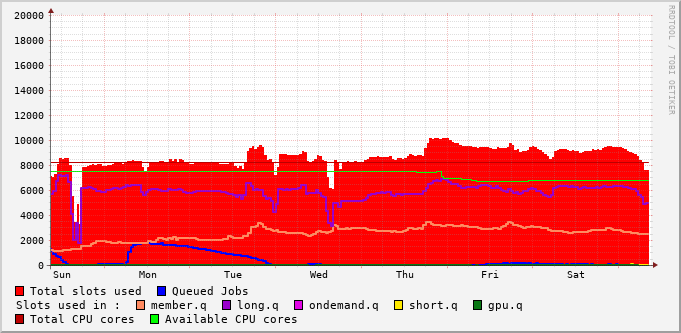 RRDTOOL / TOBI OETIKER
20000
18000
16000
14000
12000
10000
8000
6000
4000
2000
0
Sun Mon Tue Wed Thu Fri Sat
Total slots used Queued Jobs
Slots used in : member.q long.q ondemand.q short.q gpu.q
Total CPU cores Available CPU cores